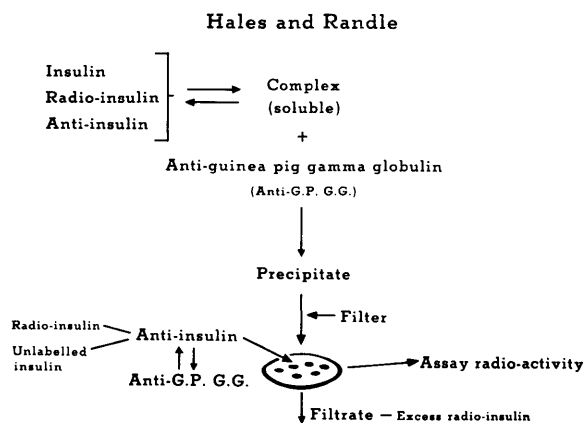 Hales and Randle
Insulin
Radio-insulin
Anti-insulin
Complex
(soluble)
+
Anti-guinea pig gamma globulin
(Anti-G.P. G.G.)
Precipitate
Filter
Radio-insulin
Unlabelled
insulin
Anti-insulin
Anti-G.P. G.G.
Assay radio-activity
Filtrate — Excess radio-insulin